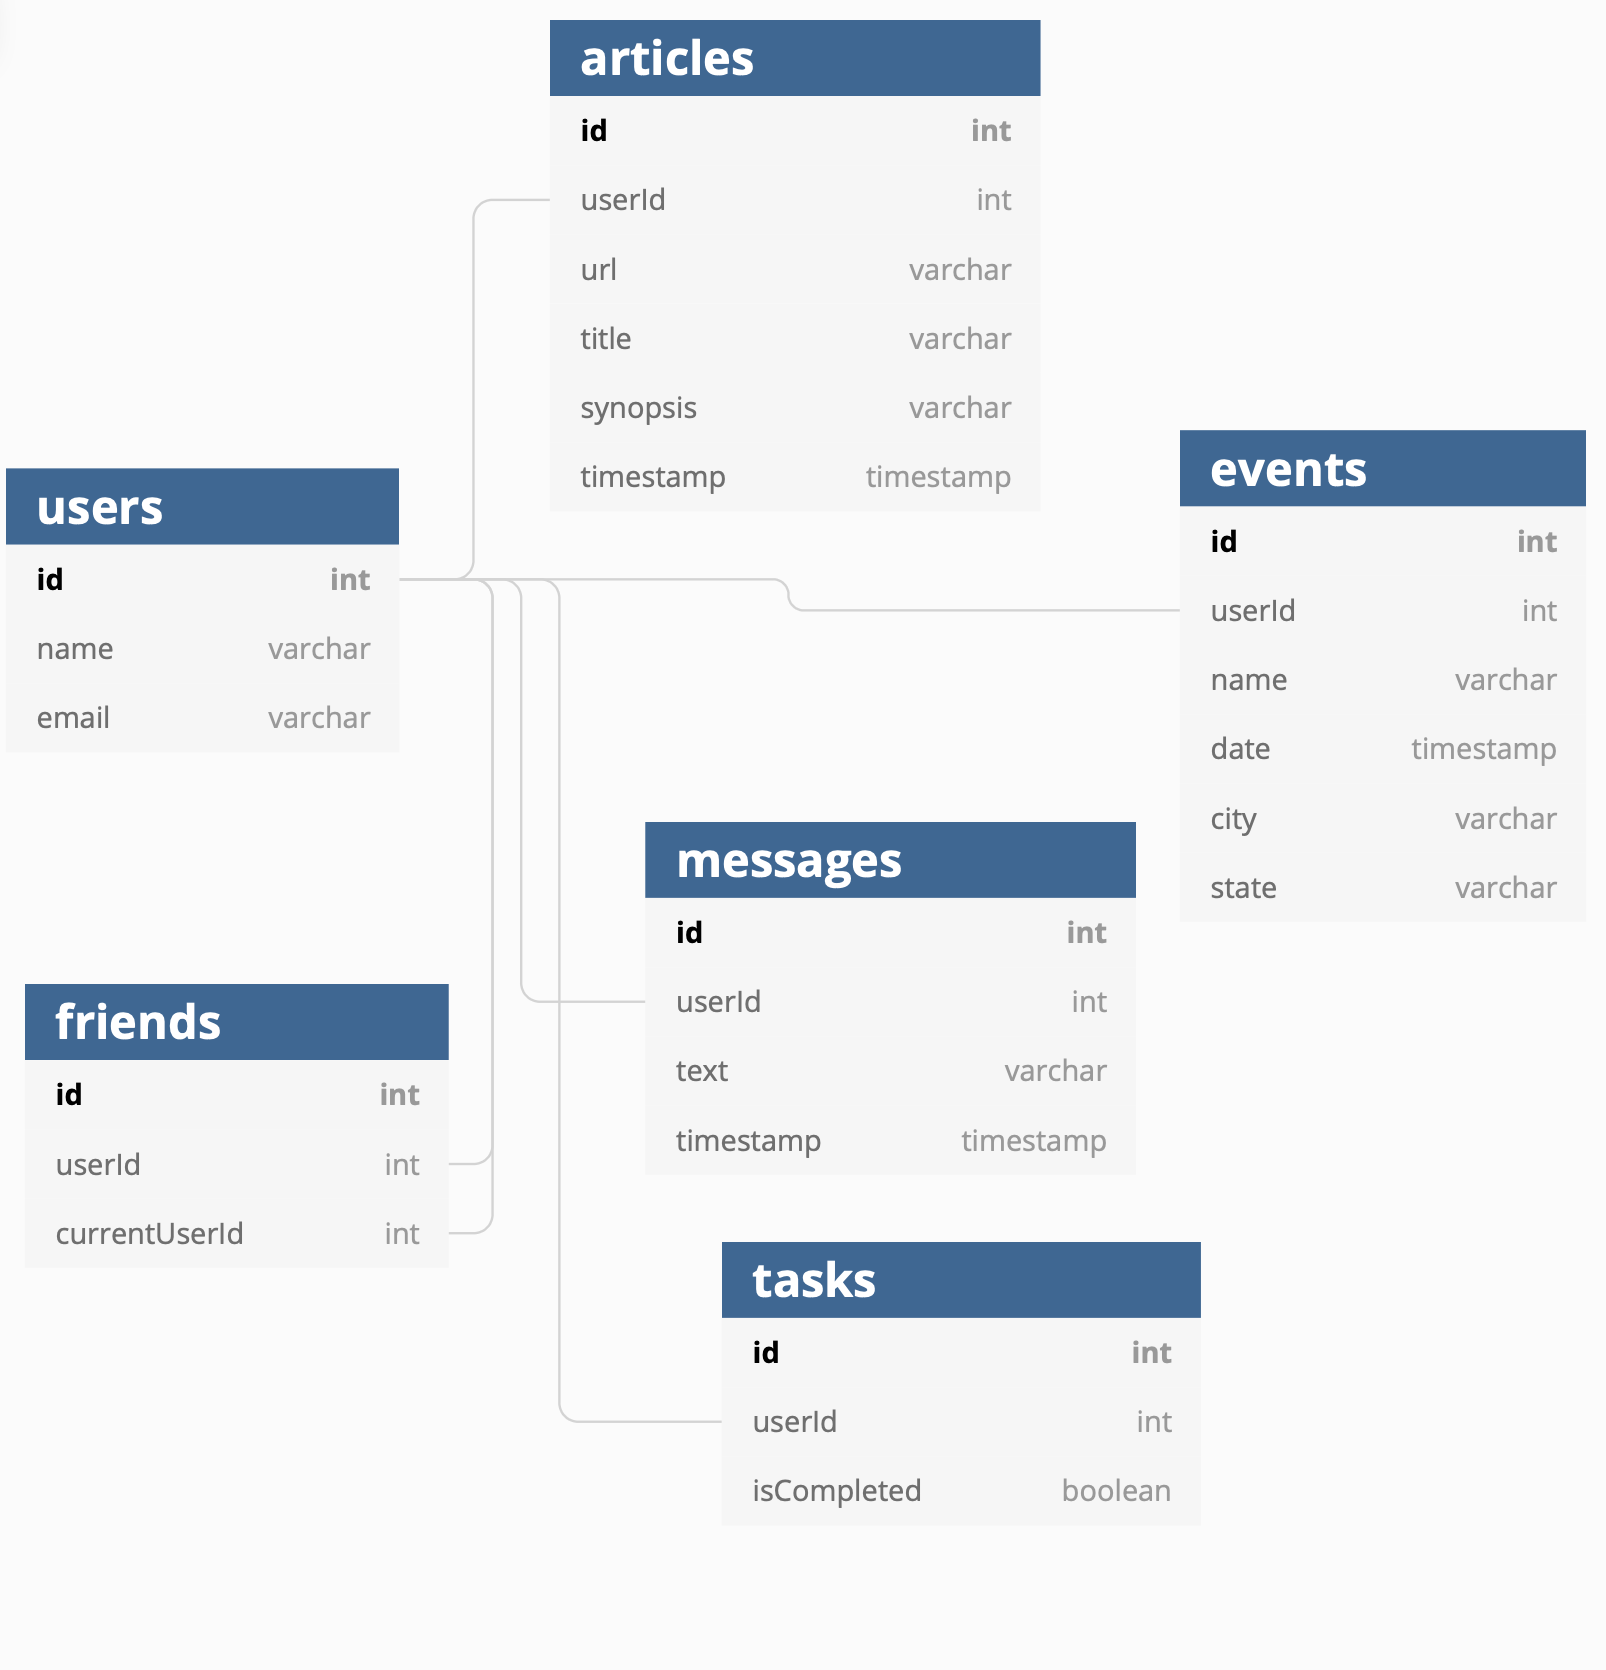 articles
id int
userId int
url varchar
title varchar
synopsis varchar
timestamp timestamp
users
id int
name varchar
email varchar
events
id int
userId int
name varchar
date timestamp
city varchar
state varchar
messages
id int
userId int
text varchar
timestamp timestamp
friends
id int
userId int
currentUserId int
tasks
id int
userId int
isCompleted boolean